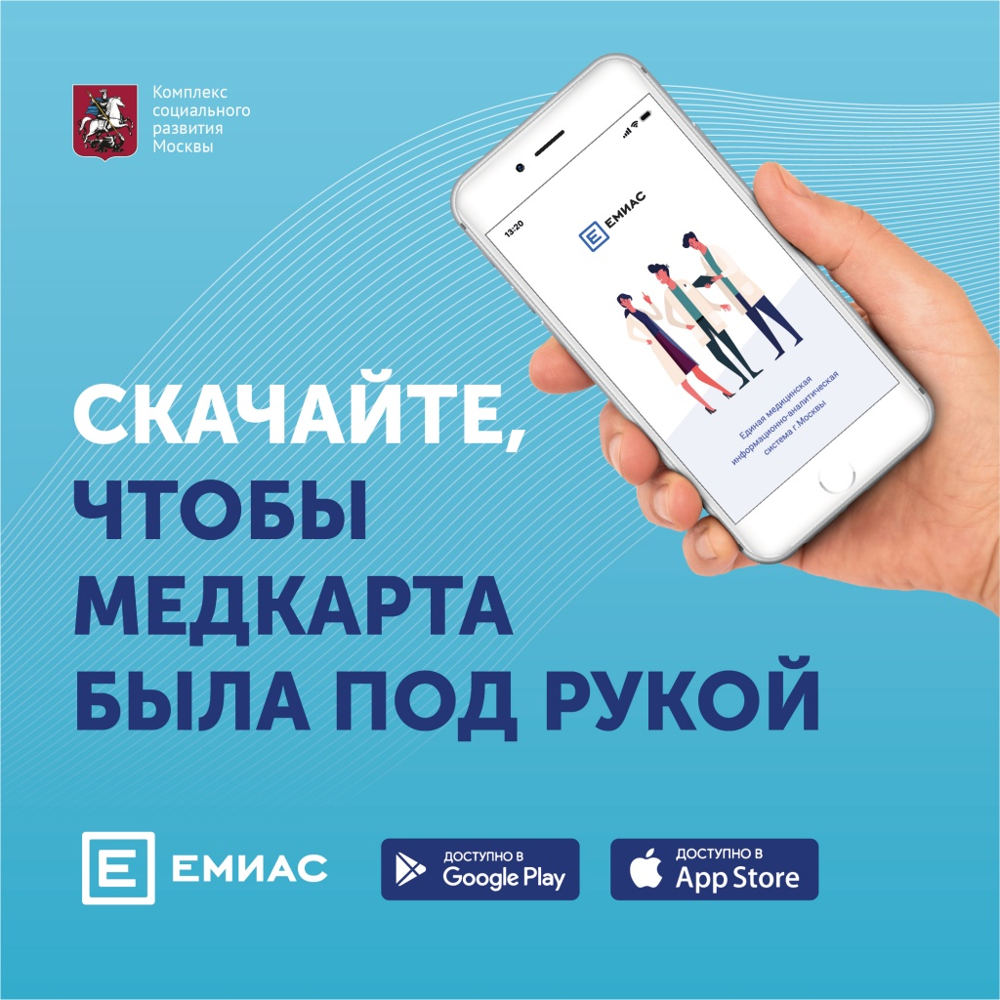 Комплекс
социального
развития
Москвы
13:20
Е ЕМИАС
Единая медицинская
информационно-аналитическая
система г.Москвы
СКАЧАЙТЕ,
ЧТОБЫ
МЕДКАРТА
БЫЛА ПОД РУКОЙ
Е ЕМИАС
ДОСТУПНО В
Google Play
ДОСТУПНО В
App Store